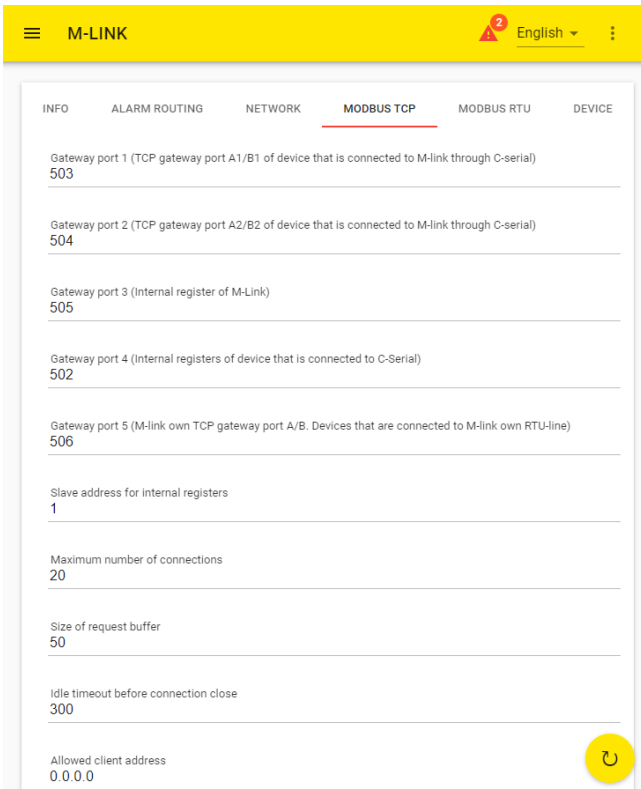 M-LINK
2
English
INFO ALARM ROUTING NETWORK MODBUS TCP MODBUS RTU DEVICE
Gateway port 1 (TCP gateway port A1/B1 of device that is connected to M-link through C-serial)
503
Gateway port 2 (TCP gateway port A2/B2 of device that is connected to M-link through C-serial)
504
Gateway port 3 (Internal register of M-Link)
505
Gateway port 4 (Internal registers of device that is connected to C-Serial)
502
Gateway port 5 (M-link own TCP gateway port A/B. Devices that are connected to M-link own RTU-line)
506
Slave address for internal registers
1
Maximum number of connections
20
Size of request buffer
50
Idle timeout before connection close
300
Allowed client address
0.0.0.0